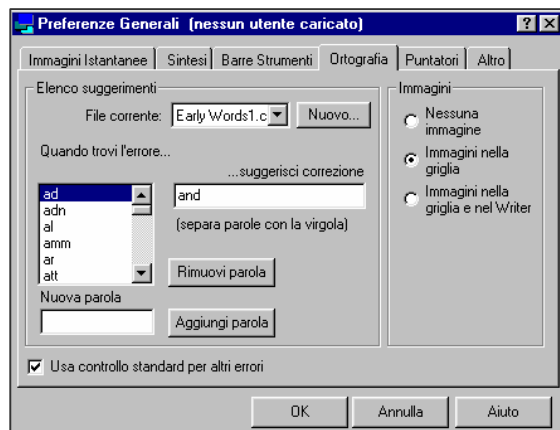 Preferenze Generali (nessun utente caricato)
Immagini Istantanee Sintesi Barre Strumenti Ortografia Puntatori Altro
Elenco suggerimenti
File corrente: Early Words1.c Nuovo...
Quando trovi l'errore...
...suggerisci correzione
ad
adn
al
amm
ar
att
and
(separa parole con la virgola)
Rimuovi parola
Nuova parola
Aggiungi parola
Immagini
Nessuna
immagine
Immagini nella
griglia
Immagini nella
griglia e nel Writer
Usa controllo standard per altri errori
OK Annulla Aiuto